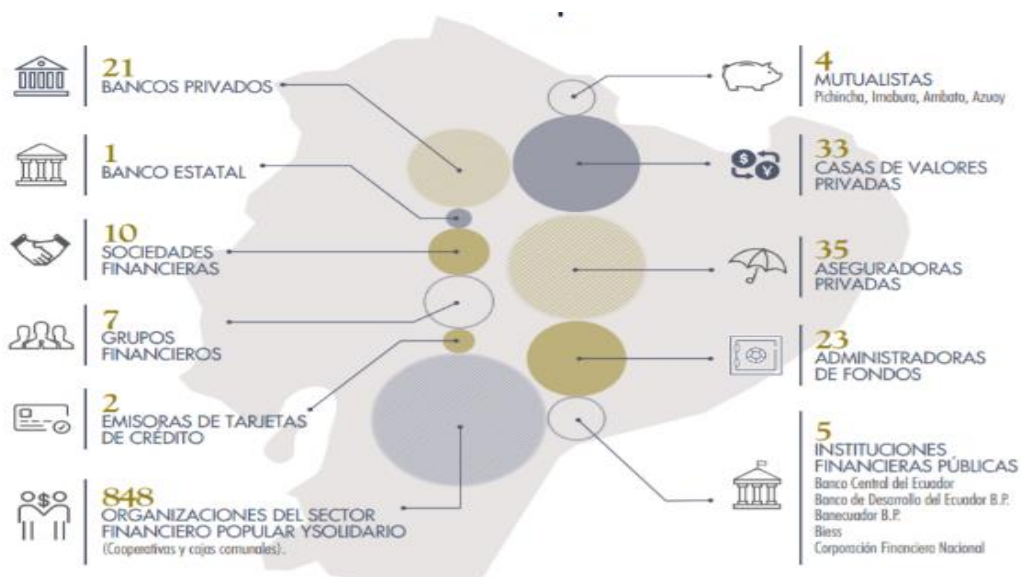 21
BANCOS PRIVADOS
1
BANCO ESTATAL
10
SOCIEDADES
FINANCIERAS
7
GRUPOS
FINANCIEROS
2
EMISORAS DE TARJETAS
DE CRÉDITO
848
ORGANIZACIONES DEL SECTOR
FINANCIERO POPULAR YSOLIDARIO
(Cooperativas y cajas comunales).
4
MUTUALISTAS
Pichincha, Imabura, Ambato, Azuay
33
CASAS DE VALORES
PRIVADAS
$
¥
35
ASEGURADORAS
PRIVADAS
23
ADMINISTRADORAS
DE FONDOS
5
INSTITUCIONES
FINANCIERAS PÚBLICAS
Banco Central del Ecuador
Banco de Desarrollo del Ecuador B.P.
Banecuador B.P.
Biess
Corporación Financiera Nacional